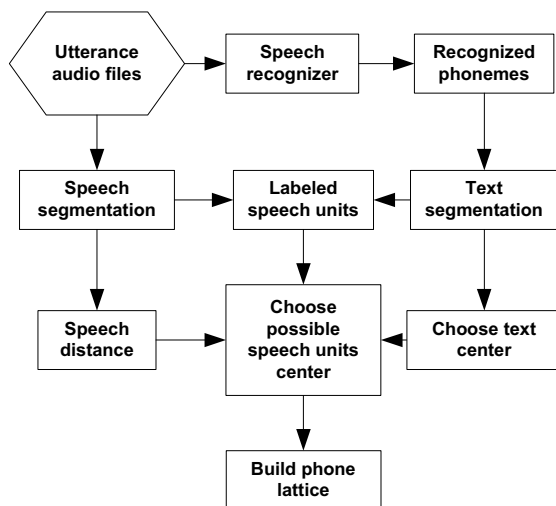 Utterance
audio files
Speech
recognizer
Recognized
phonemes
Speech
segmentation
Labeled
speech units
Text
segmentation
Speech
distance
Choose
possible
speech units
center
Choose text
center
Build phone
lattice